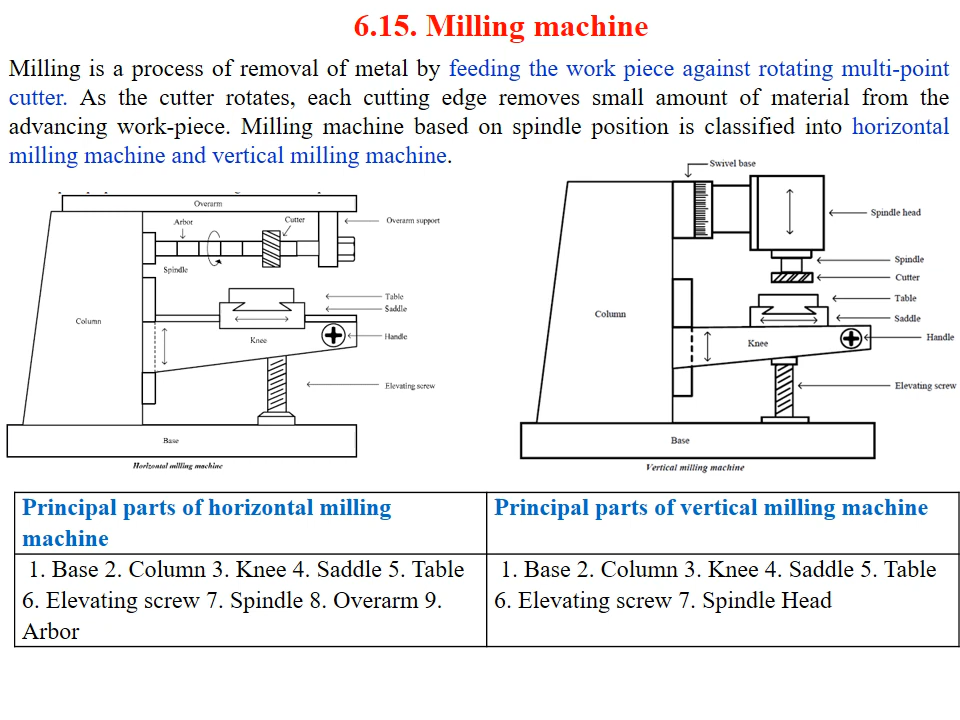 6.15. Milling machine
Milling is a process of removal of metal by feeding the work piece against rotating multi-point
cutter. As the cutter rotates, each cutting edge removes small amount of material from the
advancing work-piece. Milling machine based on spindle position is classified into horizontal
milling machine and vertical milling machine.
Overarm
Arbor
Cutter
Overarm support
Spindle
Table
Saddle
Column
Knee
Handle
Elevating screw
Base
Horizontal milling machine
Swivel base
Spindle head
Spindle
Cutter
Table
Column
Saddle
Knee
Handle
Elevating screw
Base
Vertical milling machine
Principal parts of horizontal milling
machine
Principal parts of vertical milling machine
1. Base 2. Column 3. Knee 4. Saddle 5. Table
6. Elevating screw 7. Spindle 8. Overarm 9.
Arbor
1. Base 2. Column 3. Knee 4. Saddle 5. Table
6. Elevating screw 7. Spindle Head